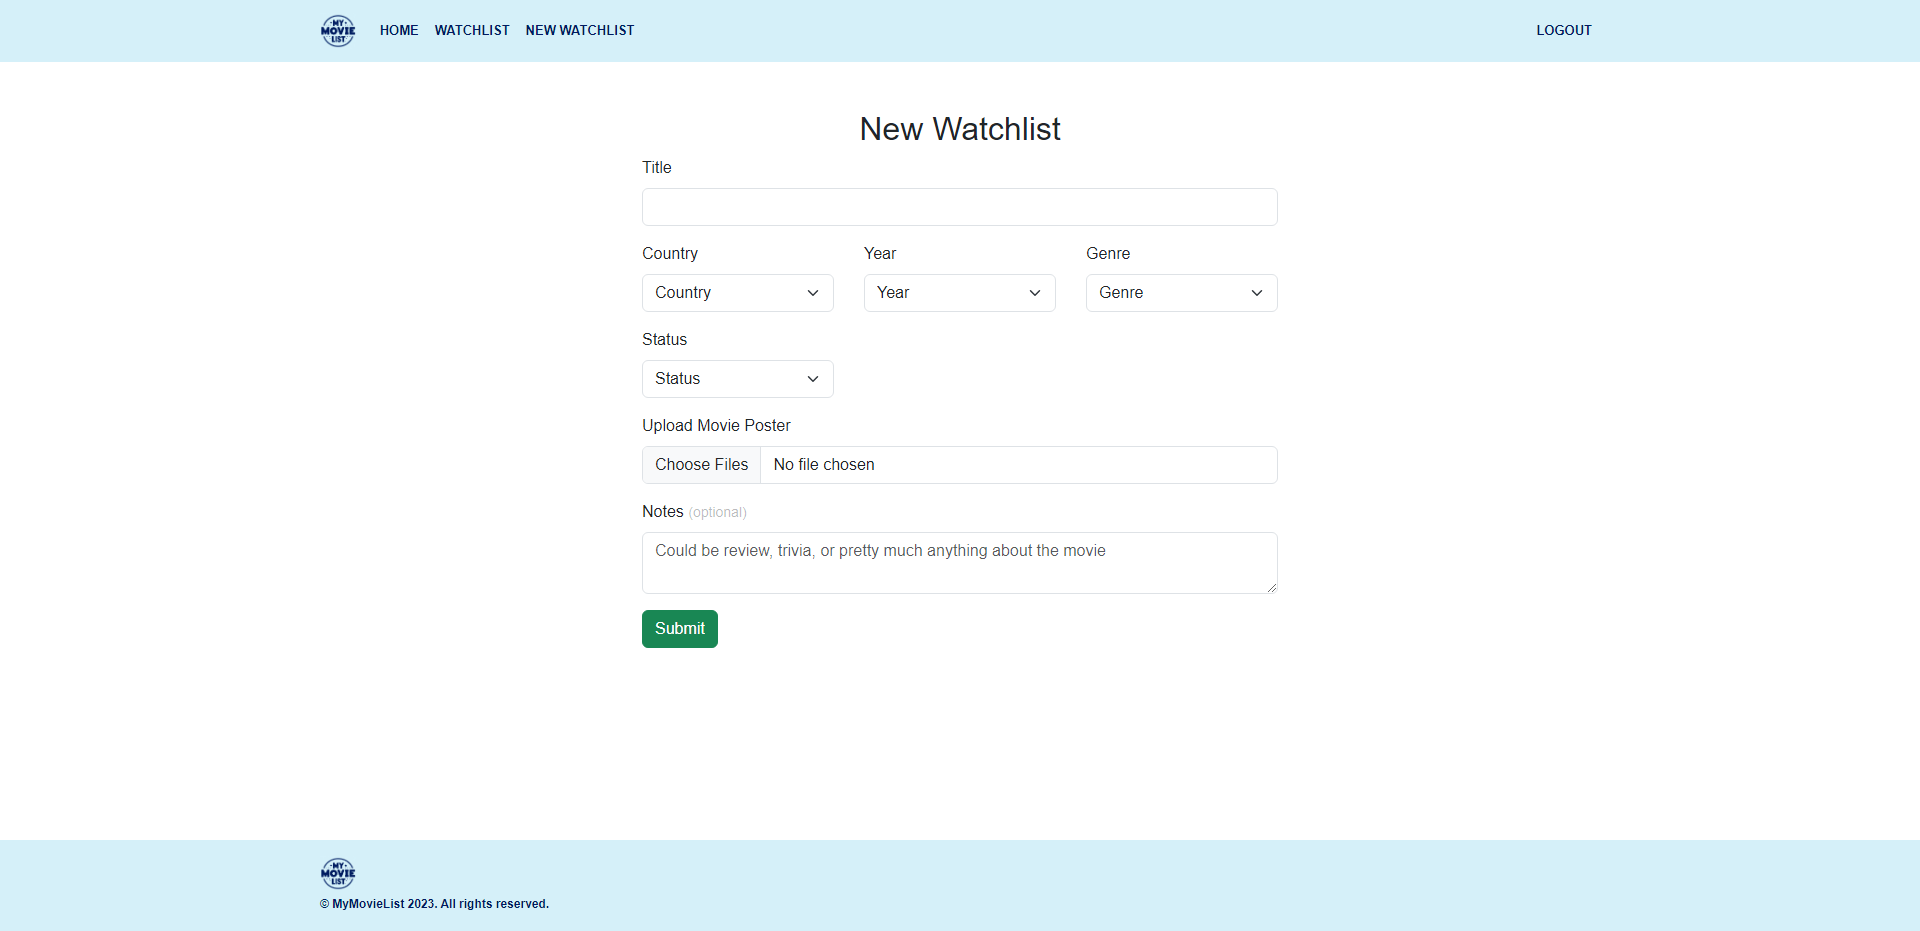 MY
MOVIE
LIST
HOME WATCHLIST NEW WATCHLIST LOGOUT
New Watchlist
Title
Country Year Genre
Country Year Genre
Status
Status
Upload Movie Poster
Choose Files No file chosen
Notes (optional)
Could be review, trivia, or pretty much anything about the movie
Submit
MY
MOVIE
LIST
© MyMovieList 2023. All rights reserved.